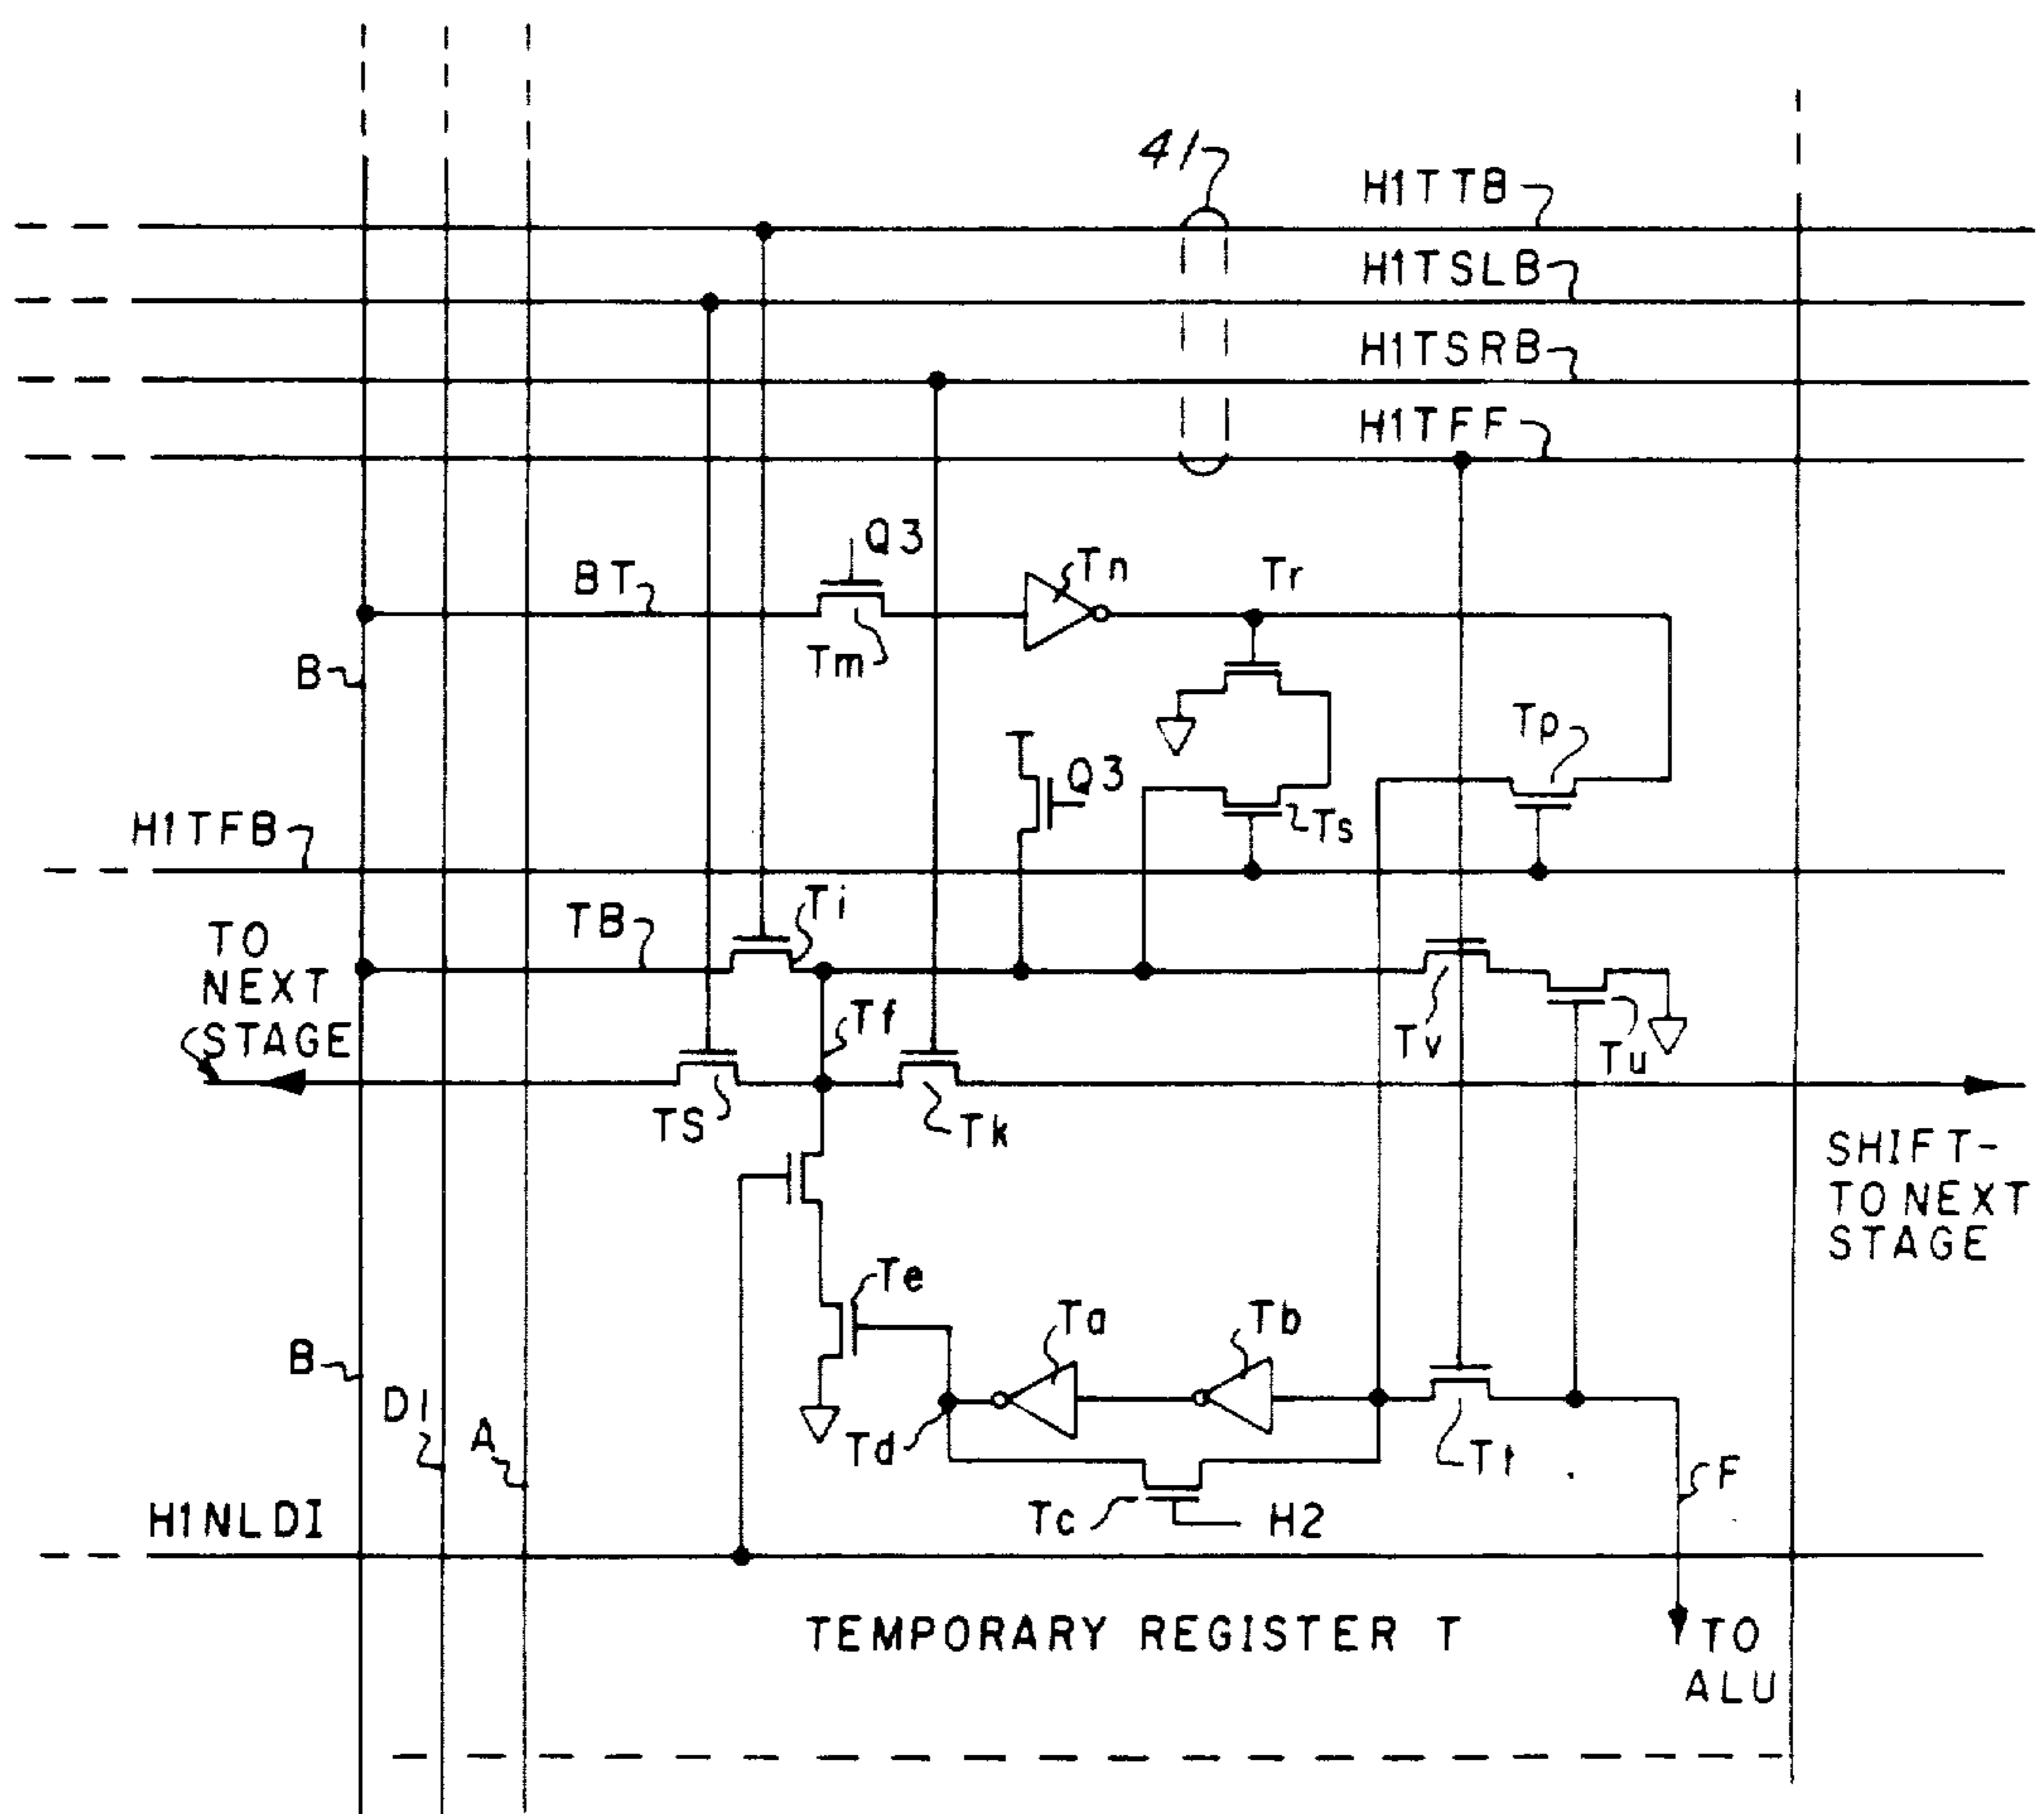 41
H1TTB
H1TSLB
H1TSRB
H1TFF
Q3
BT
Tn
Tr
Tm
B
Tp
Q3
Ts
H1TFB
Ti
TB
TO
NEXT
STAGE
Tf
Tv
Tu
TS
Tk
SHIFT-
TO NEXT
STAGE
Te
Ta
Tb
B
D1
A
Td
Tt
F
Tc
H2
H1NLDI
TEMPORARY REGISTER T
TO
ALU